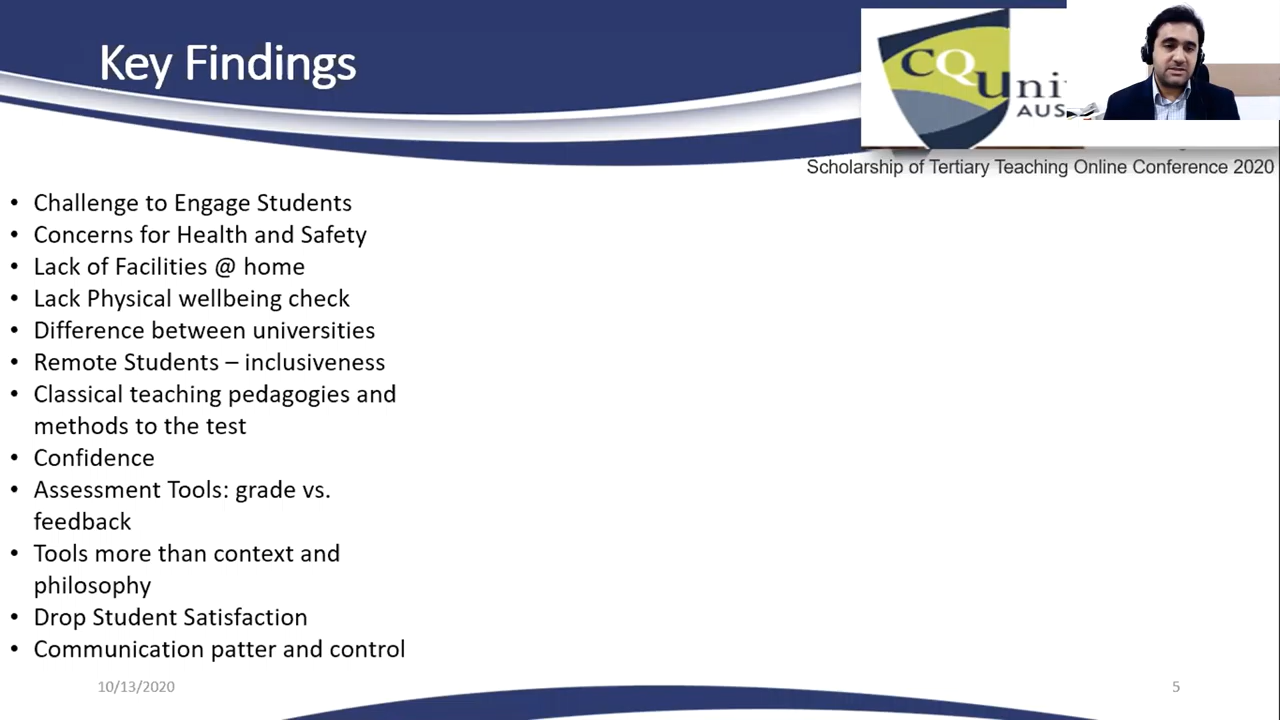 Key Findings
CQUni
AUS
Scholarship of Tertiary Teaching Online Conference 2020
• Challenge to Engage Students
• Concerns for Health and Safety
• Lack of Facilities @ home
• Lack Physical wellbeing check
• Difference between universities
• Remote Students – inclusiveness
• Classical teaching pedagogies and
methods to the test
• Confidence
• Assessment Tools: grade vs.
feedback
• Tools more than context and
philosophy
• Drop Student Satisfaction
• Communication patter and control
10/13/2020
5